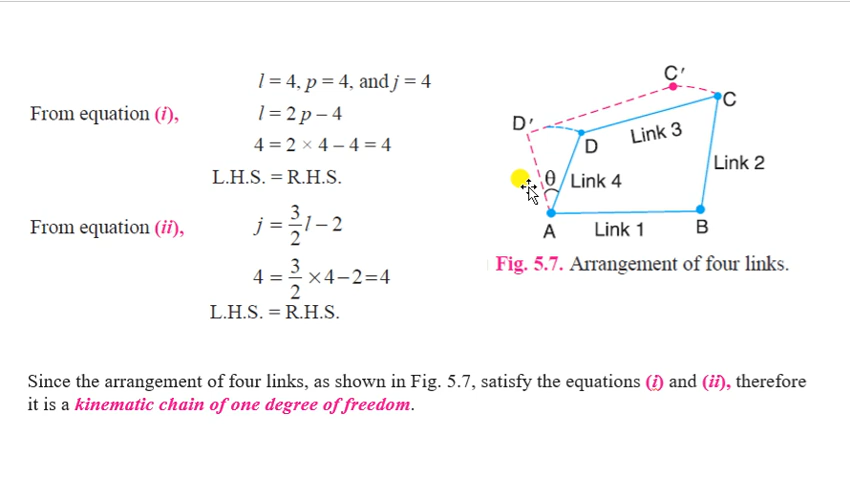 l = 4, p = 4, and j = 4
From equation (i),
l = 2 p – 4
4 = 2 × 4 – 4 = 4
L.H.S. = R.H.S.
From equation (ii),
j = 3/2 l – 2
4 = 3/2 × 4 – 2 = 4
L.H.S. = R.H.S.
C′
C
D′
D
Link 3
Link 2
θ
Link 4
A
Link 1
B
Fig. 5.7. Arrangement of four links.
Since the arrangement of four links, as shown in Fig. 5.7, satisfy the equations (i) and (ii), therefore
it is a kinematic chain of one degree of freedom.